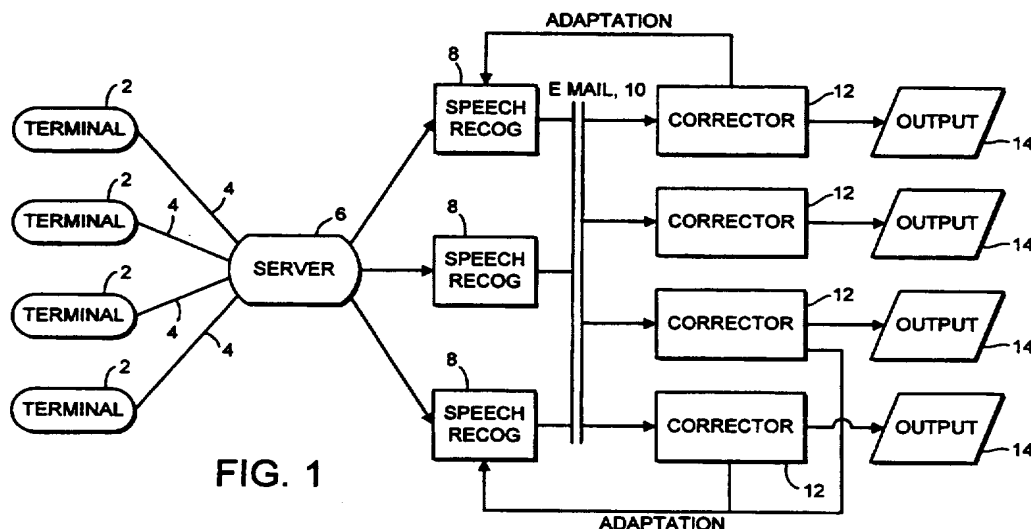 ADAPTATION
8
2
E MAIL, 10
12
TERMINAL
SPEECH
RECOG
CORRECTOR
OUTPUT
14
4
2
4
6
8
12
TERMINAL
SERVER
SPEECH
RECOG
CORRECTOR
OUTPUT
14
2
12
TERMINAL
4
4
CORRECTOR
OUTPUT
14
2
8
TERMINAL
SPEECH
RECOG
CORRECTOR
OUTPUT
14
FIG. 1
12
ADAPTATION